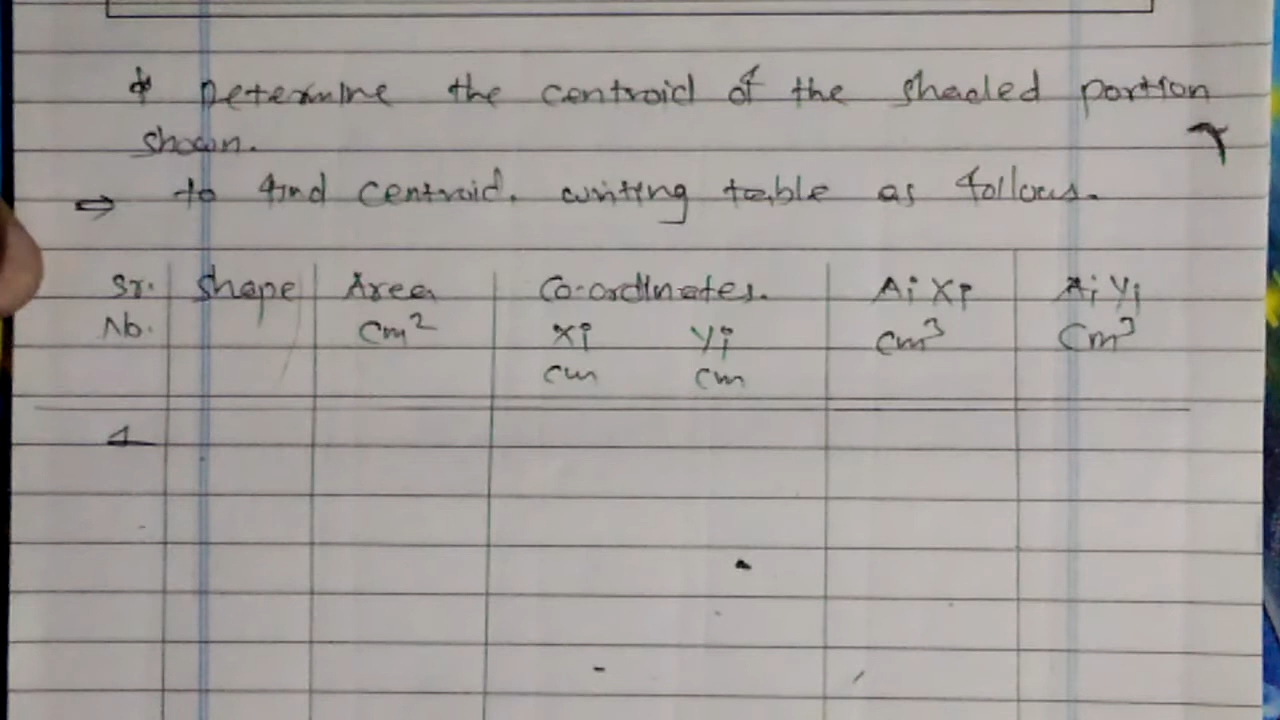 * Determine the centroid of the shaded portion
shown.
⇒ to find centroid. writing table as follows.
Sr. Shape Area Co-ordinates. Ai Xi Ai Yi
No. cm² xi yi cm³ cm³
cm cm
1